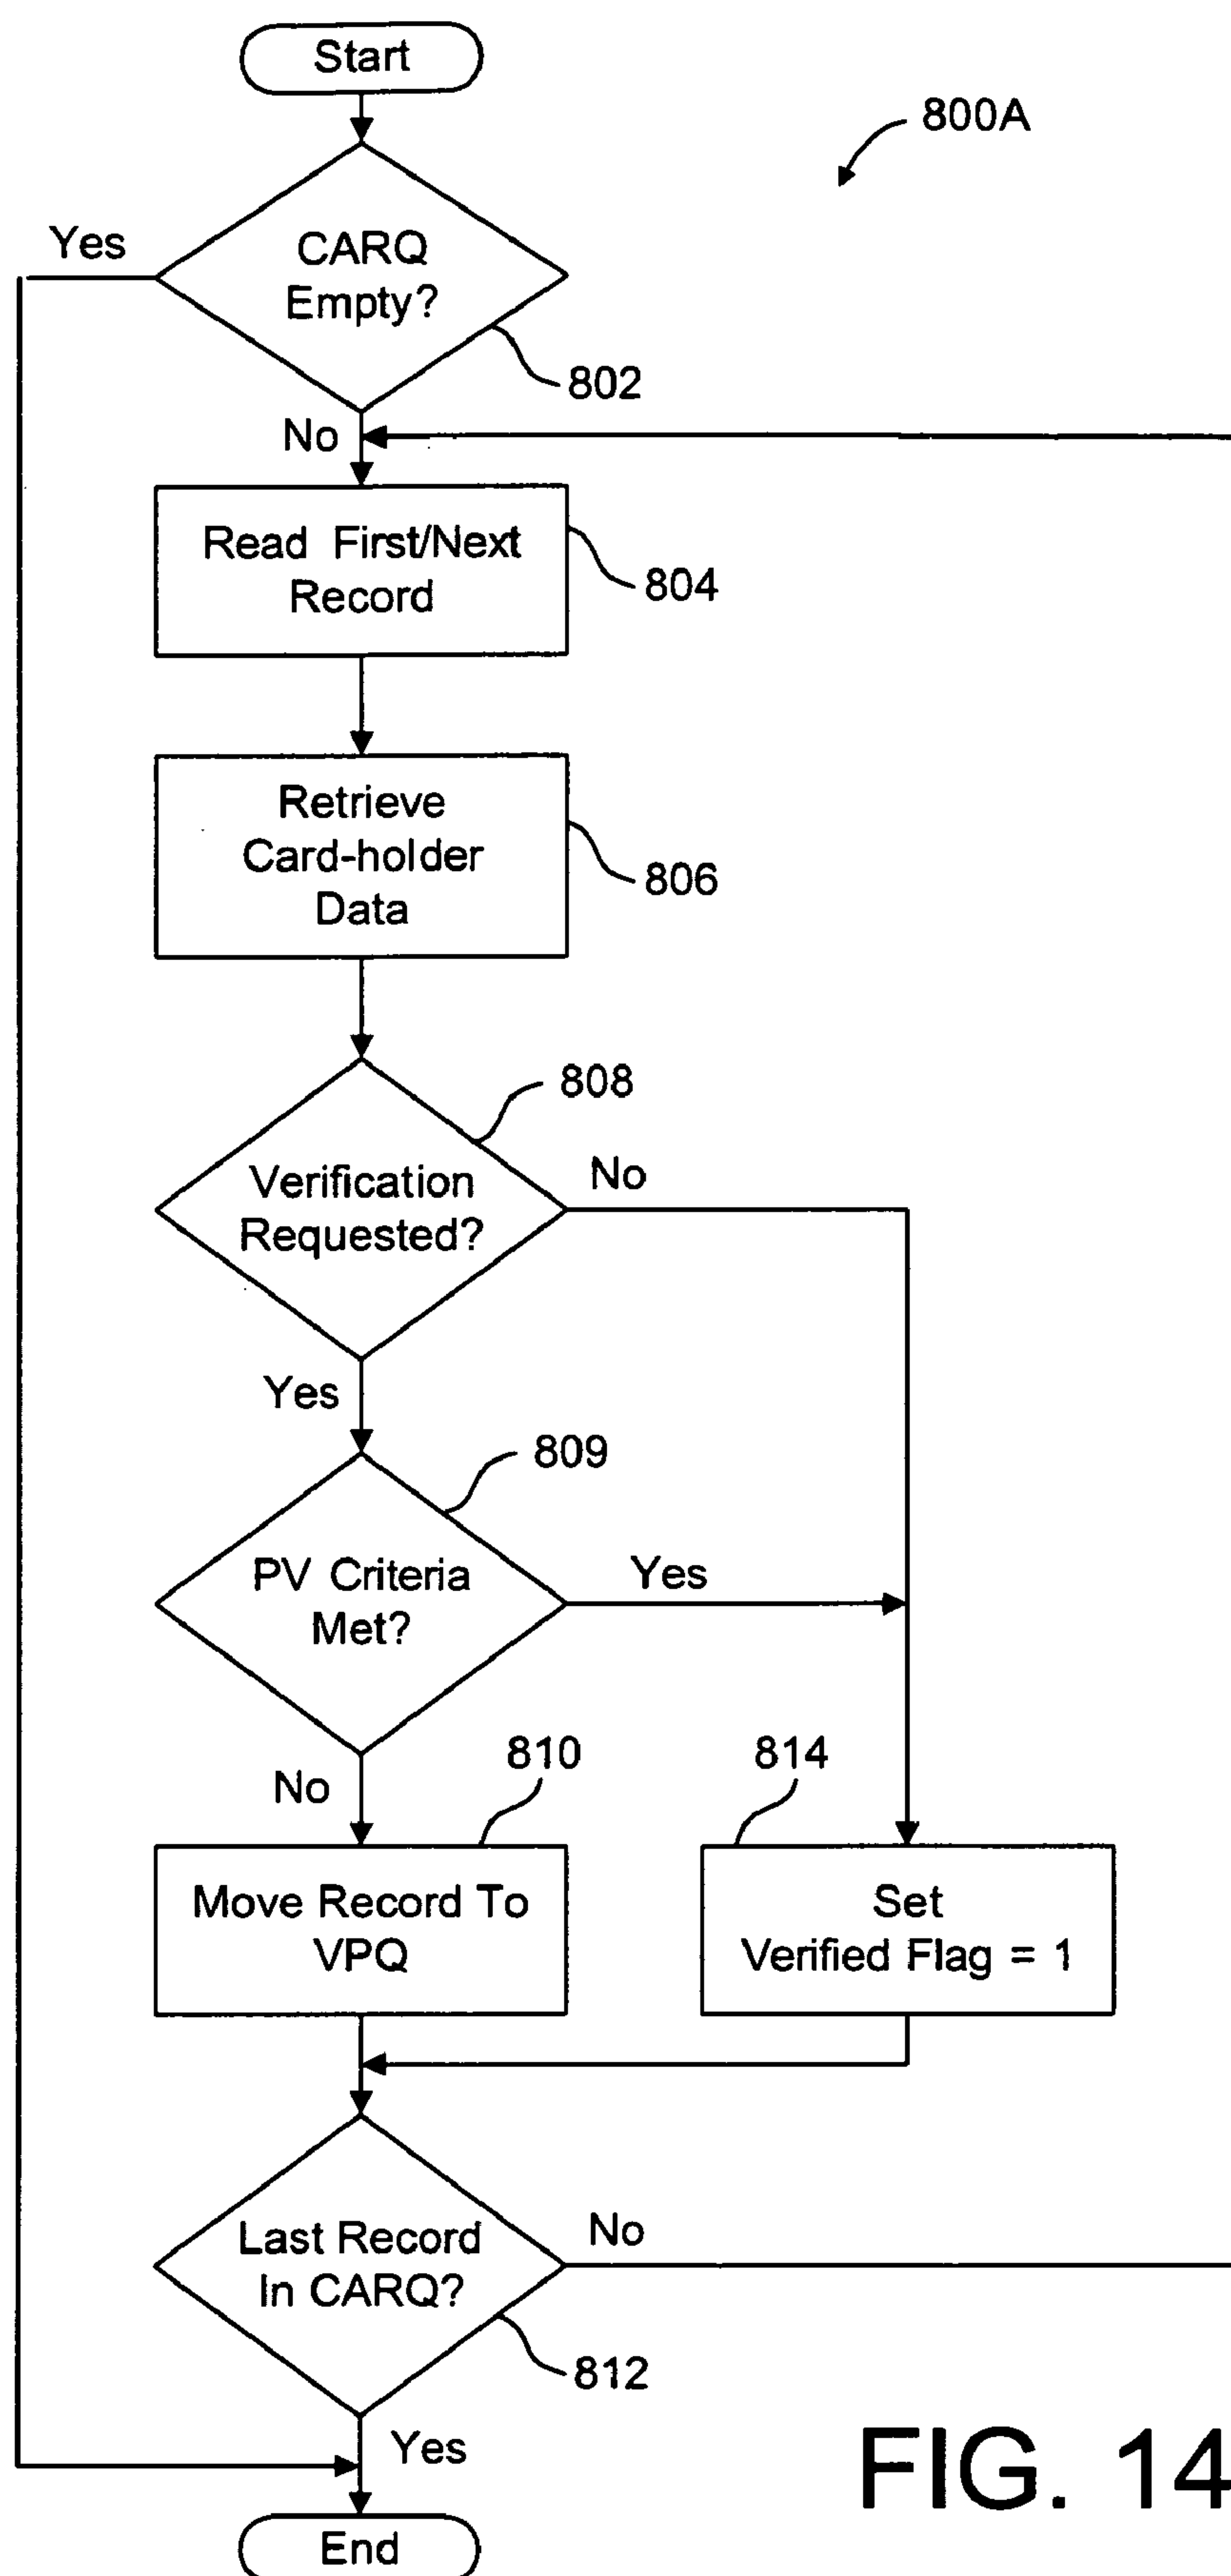 Start
800A
Yes
CARQ
Empty?
802
No
Read First/Next
Record
804
Retrieve
Card-holder
Data
806
808
Verification
Requested?
No
Yes
809
PV Criteria
Met?
Yes
No
810
814
Move Record To
VPQ
Set
Verified Flag = 1
Last Record
In CARQ?
No
812
Yes
FIG. 14
End